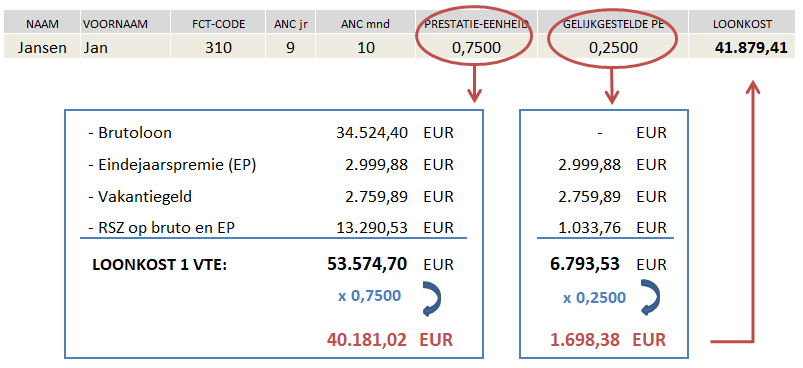 NAAM VOORNAAM FCT-CODE ANC jr ANC mnd PRESTATIE-EENHEID GELIJKGESTELDE PE LOONKOST
Jansen Jan 310 9 10 0,7500 0,2500 41.879,41
- Brutoloon 34.524,40 EUR - EUR
- Eindejaarspremie (EP) 2.999,88 EUR 2.999,88 EUR
- Vakantiegeld 2.759,89 EUR 2.759,89 EUR
- RSZ op bruto en EP 13.290,53 EUR 1.033,76 EUR
LOONKOST 1 VTE: 53.574,70 EUR 6.793,53 EUR
x 0,7500 x 0,2500
40.181,02 EUR 1.698,38 EUR